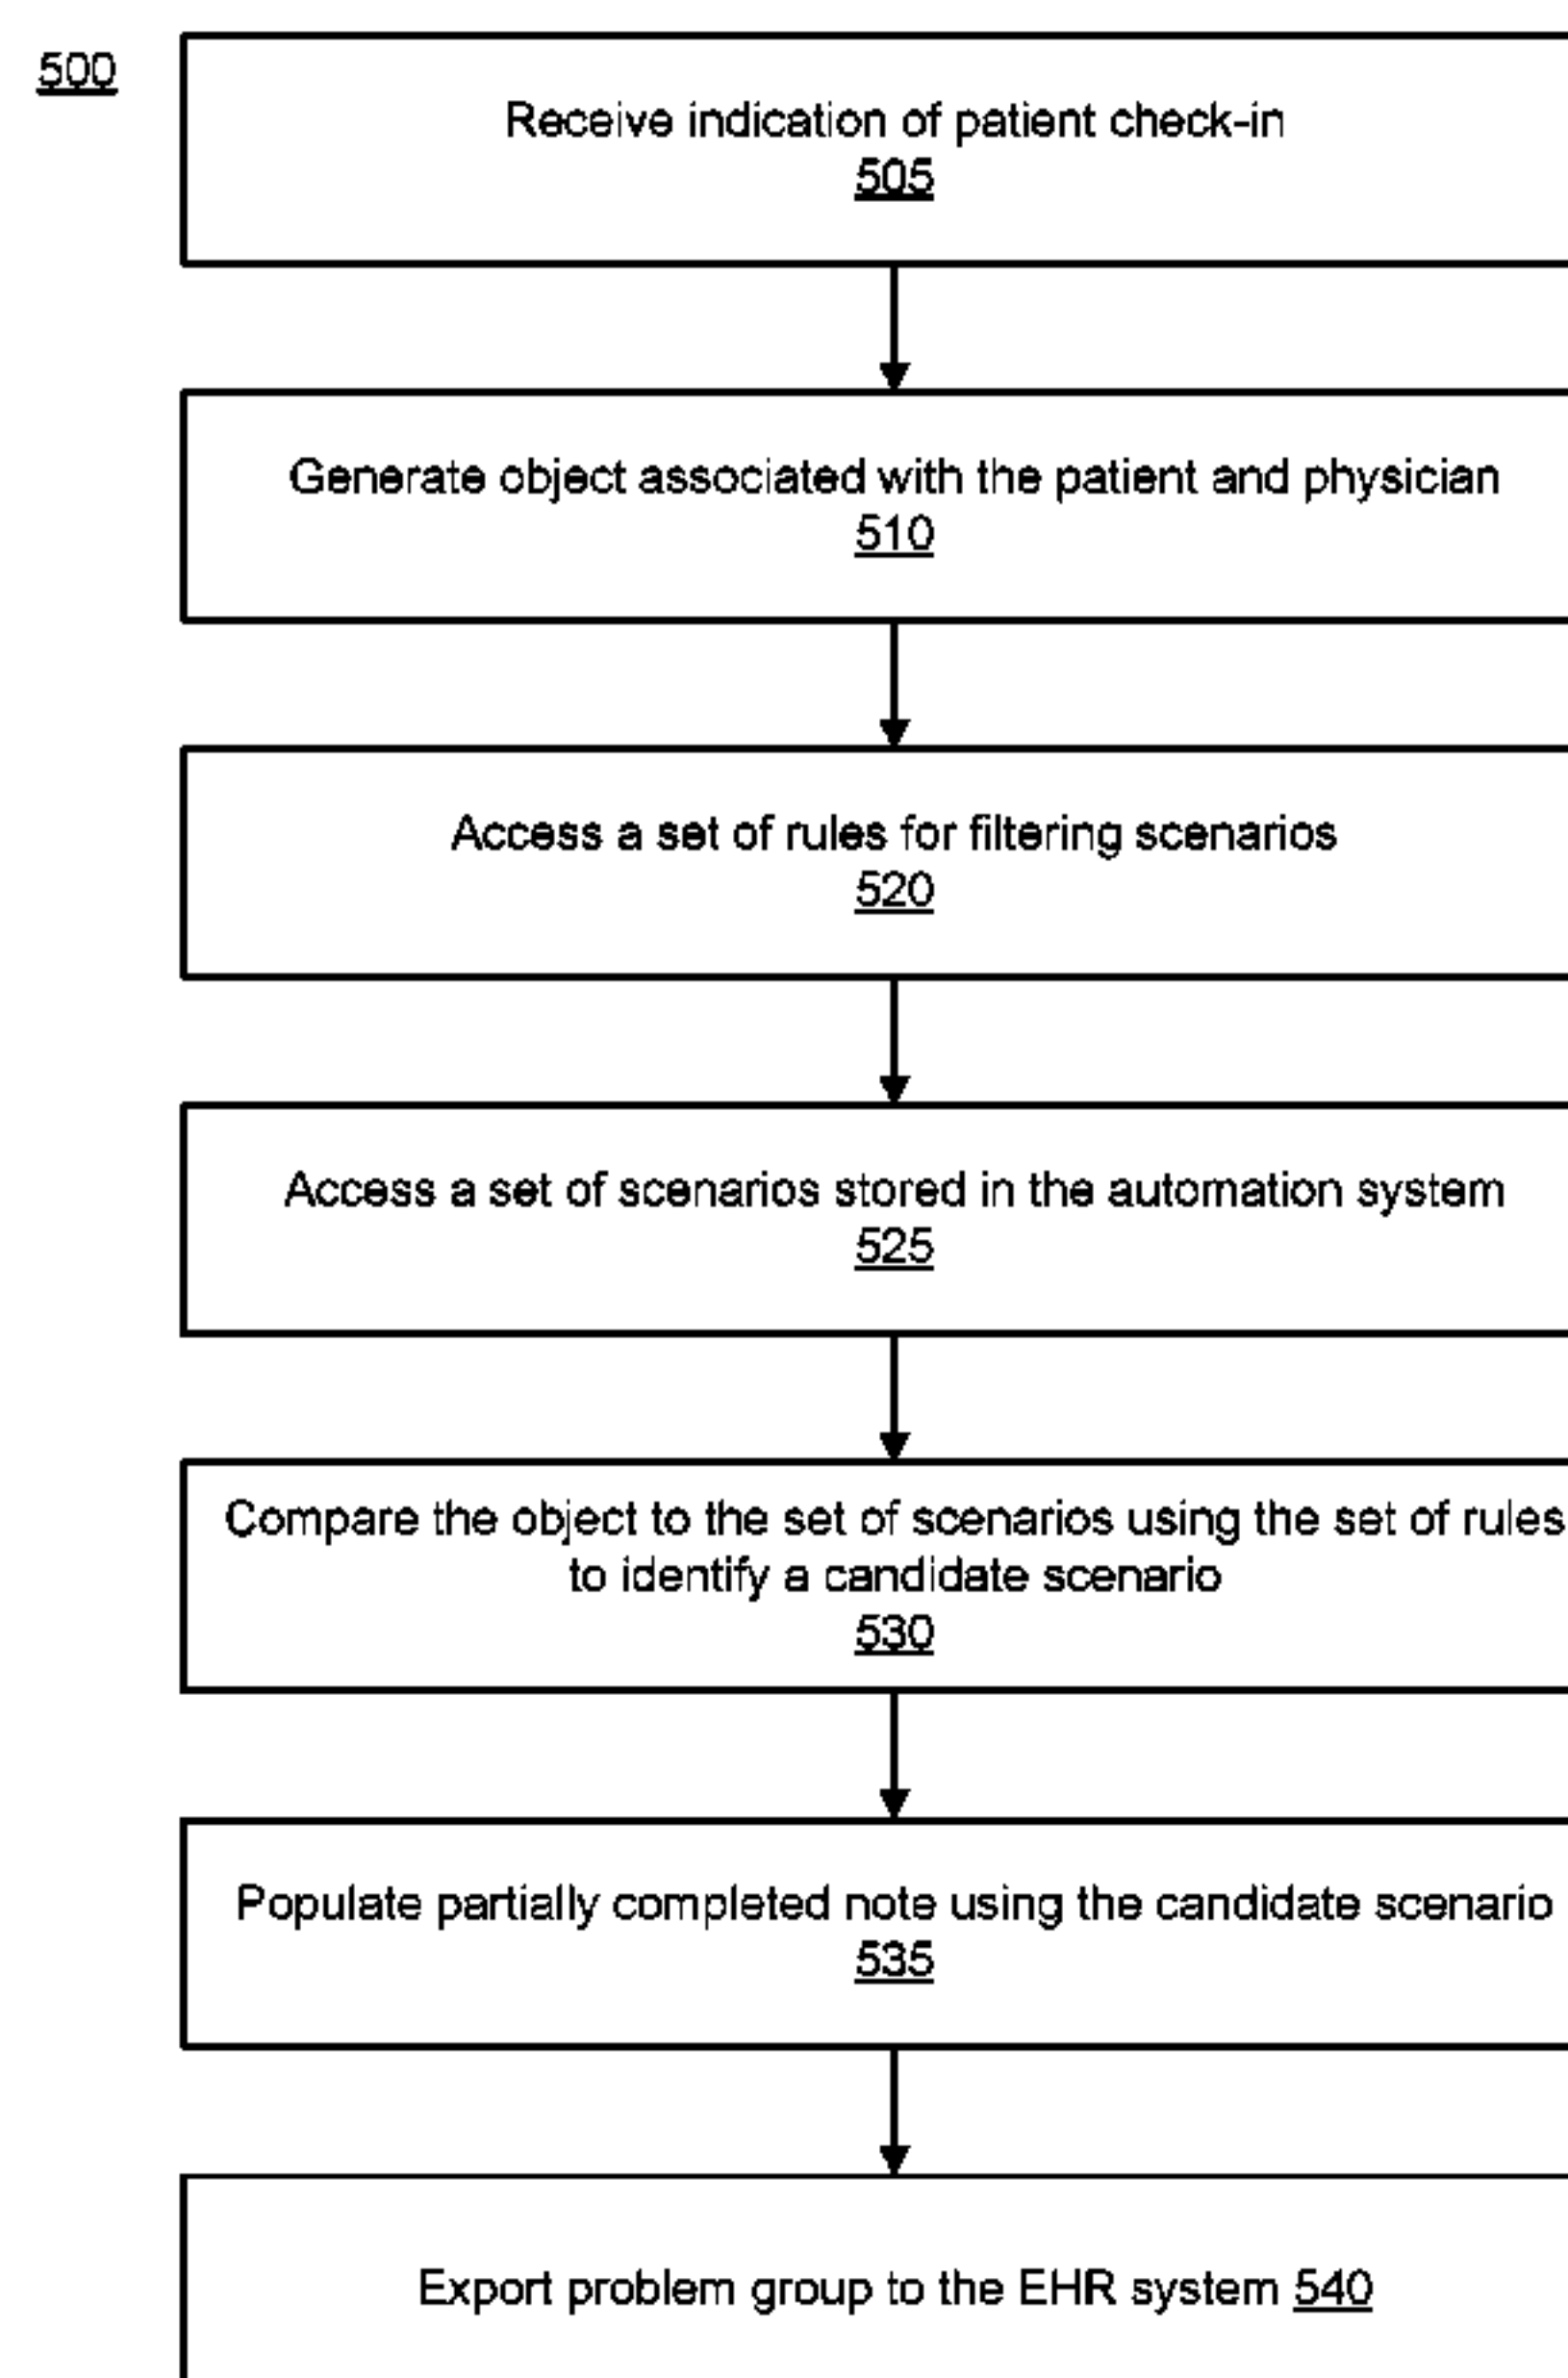 500
Receive indication of patient check-in
505
Generate object associated with the patient and physician
510
Access a set of rules for filtering scenarios
520
Access a set of scenarios stored in the automation system
525
Compare the object to the set of scenarios using the set of rules
to identify a candidate scenario
530
Populate partially completed note using the candidate scenario
535
Export problem group to the EHR system 540